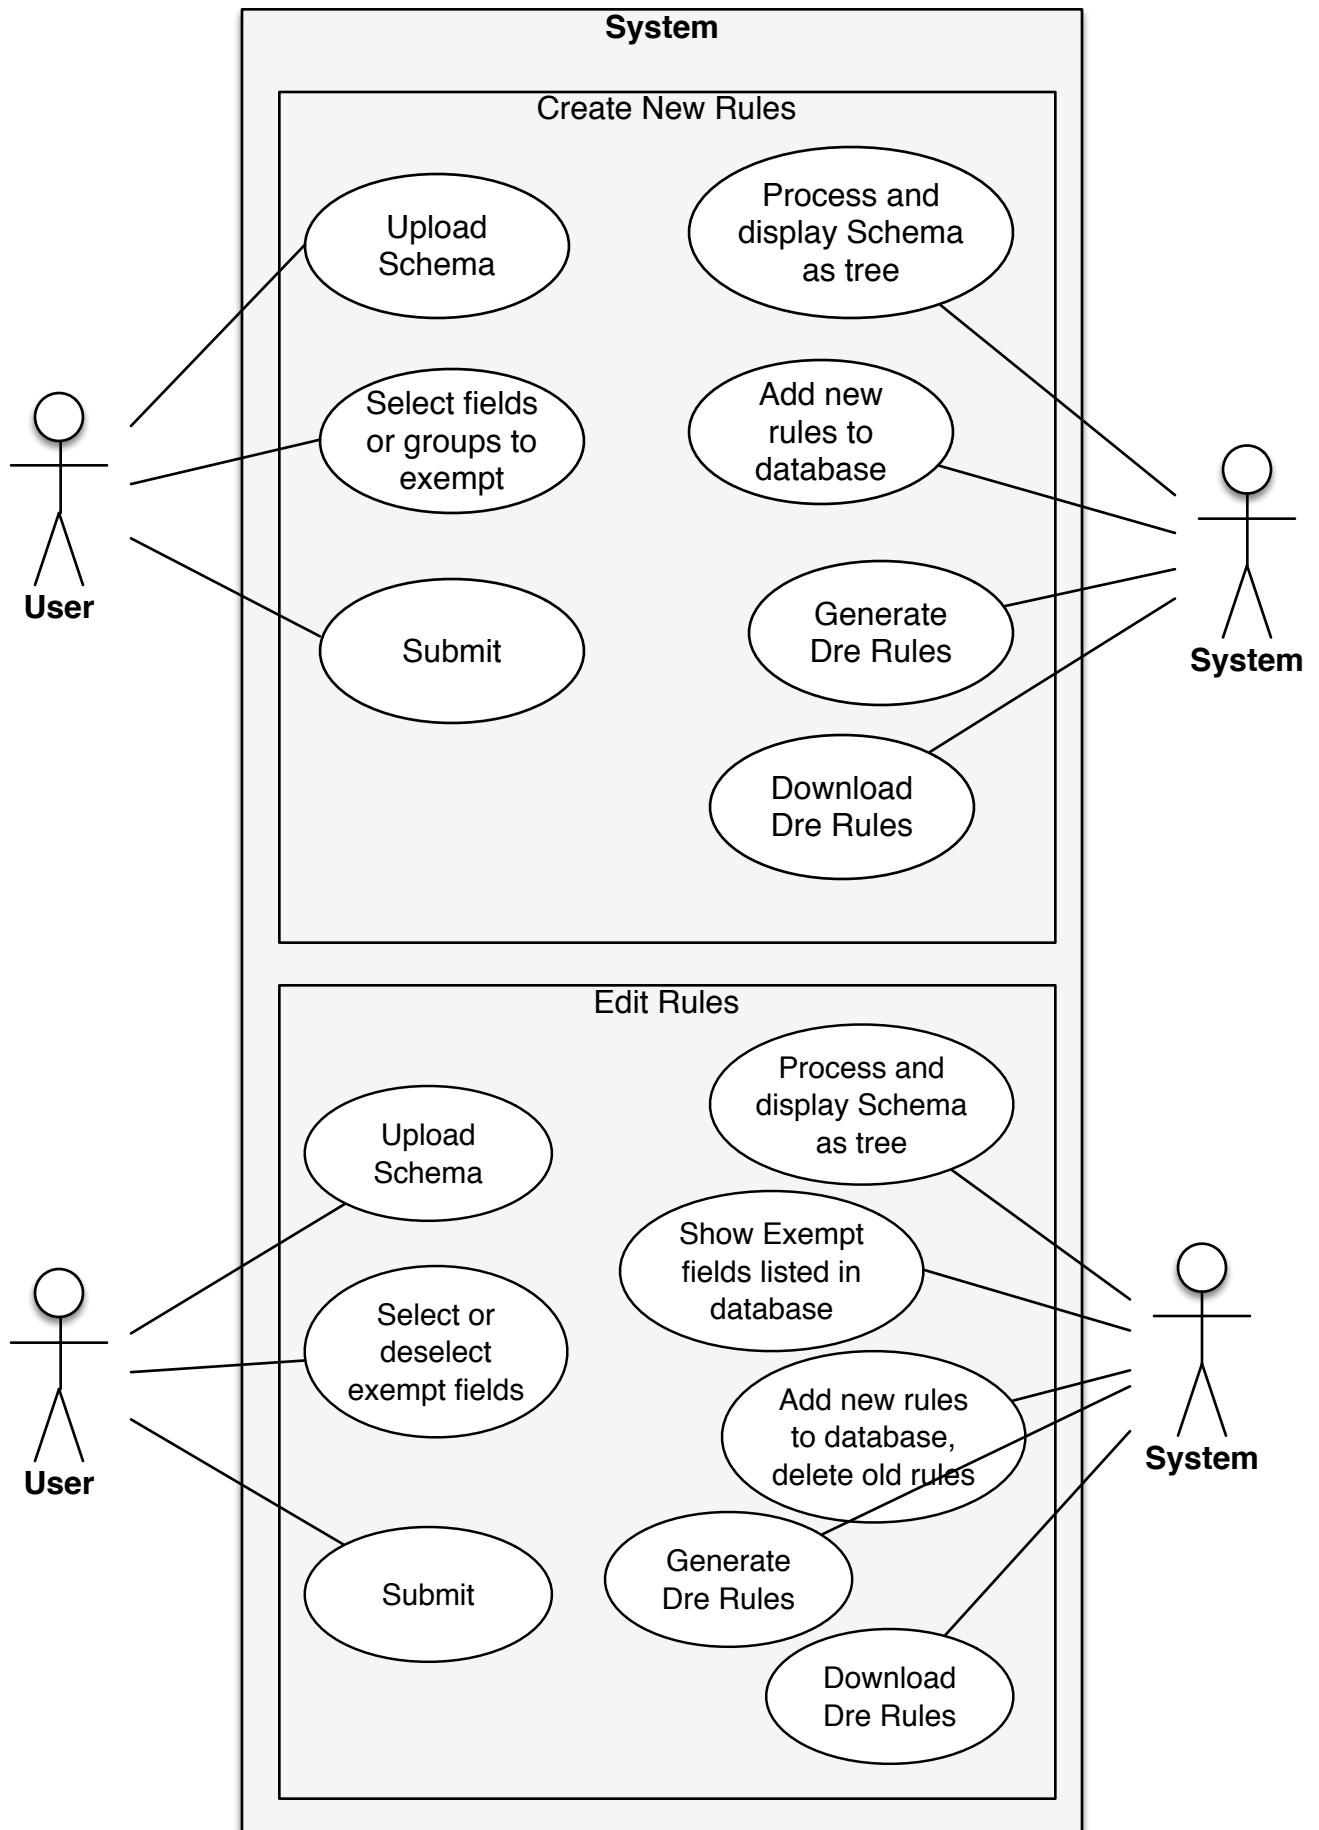 System
Create New Rules
Upload
Schema
Process and
display Schema
as tree
Select fields
or groups to
exempt
Add new
rules to
database
User
Submit
Generate
Dre Rules
System
Download
Dre Rules
Edit Rules
Upload
Schema
Process and
display Schema
as tree
Show Exempt
fields listed in
database
Select or
deselect
exempt fields
Add new rules
to database,
delete old rules
User
System
Submit
Generate
Dre Rules
Download
Dre Rules